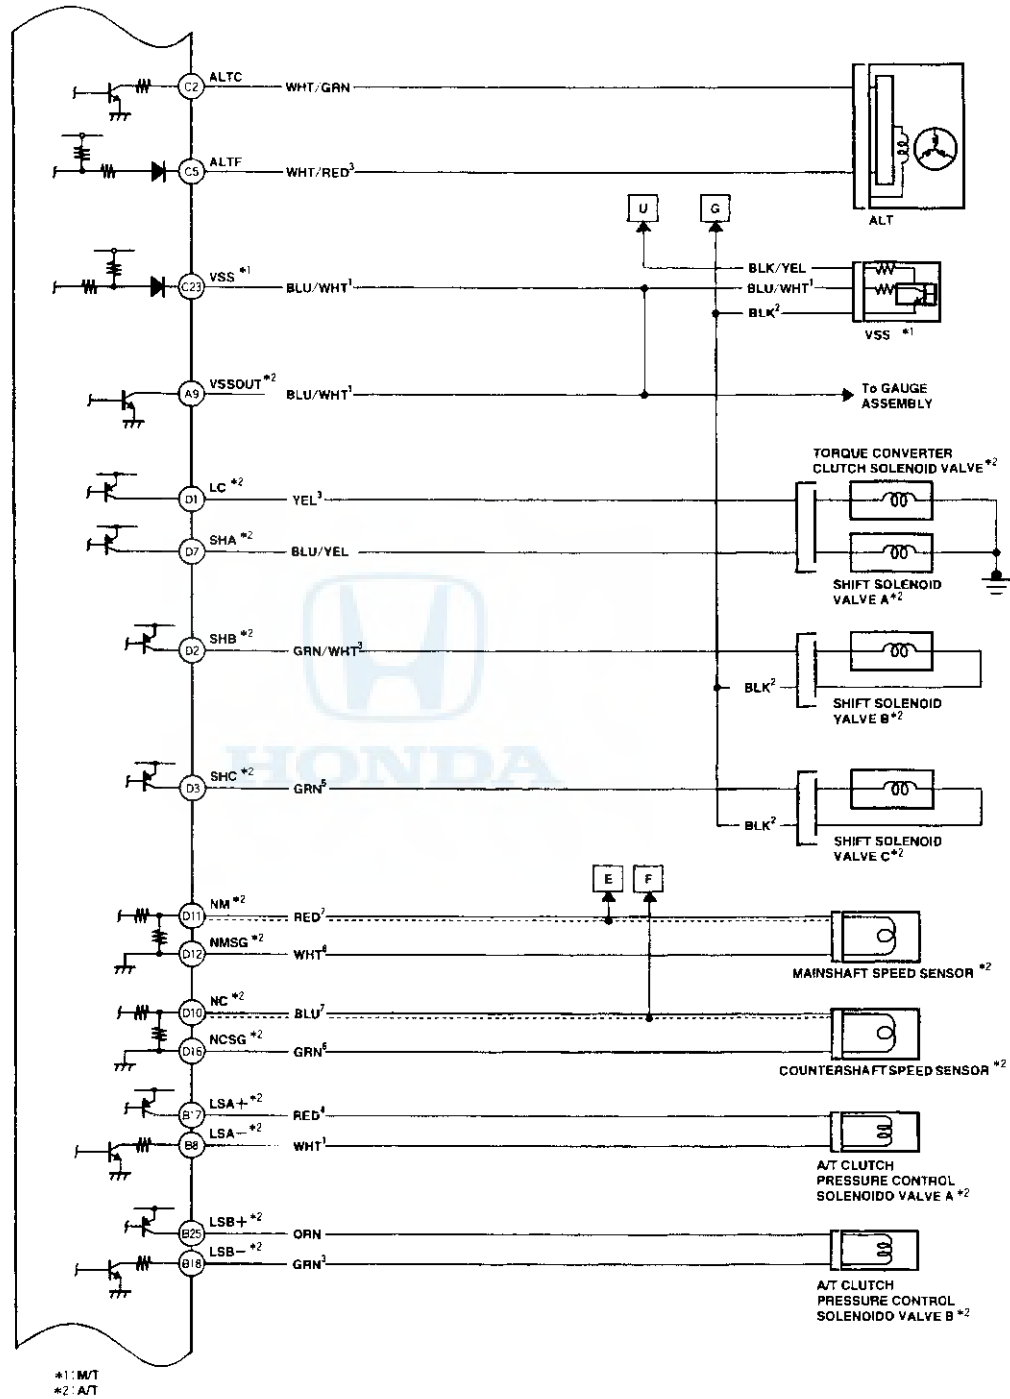 C2 ALTC WHT/GRN
ALT
C5 ALTF WHT/RED³
U G
C23 VSS *1 BLU/WHT¹
BLK/YEL
BLU/WHT¹
BLK²
VSS *1
A9 VSSOUT *2 BLU/WHT¹
To GAUGE
ASSEMBLY
TORQUE CONVERTER
CLUTCH SOLENOID VALVE *2
D1 LC *2 YEL³
D7 SHA *2 BLU/YEL
SHIFT SOLENOID
VALVE A *2
D2 SHB *2 GRN/WHT³
BLK²
SHIFT SOLENOID
VALVE B *2
HONDA
D3 SHC *2 GRN⁵
BLK²
SHIFT SOLENOID
VALVE C *2
E F
D11 NM *2 RED⁷
D12 NMSG *2 WHT⁶
MAINSHAFT SPEED SENSOR *2
D10 NC *2 BLU⁷
D16 NCSG *2 GRN⁶
COUNTERSHAFT SPEED SENSOR *2
B17 LSA+ *2 RED⁴
B8 LSA− *2 WHT¹
A/T CLUTCH
PRESSURE CONTROL
SOLENOIDO VALVE A *2
B25 LSB+ *2 ORN
B18 LSB− *2 GRN³
A/T CLUTCH
PRESSURE CONTROL
SOLENOIDO VALVE B *2
*1: M/T
*2: A/T